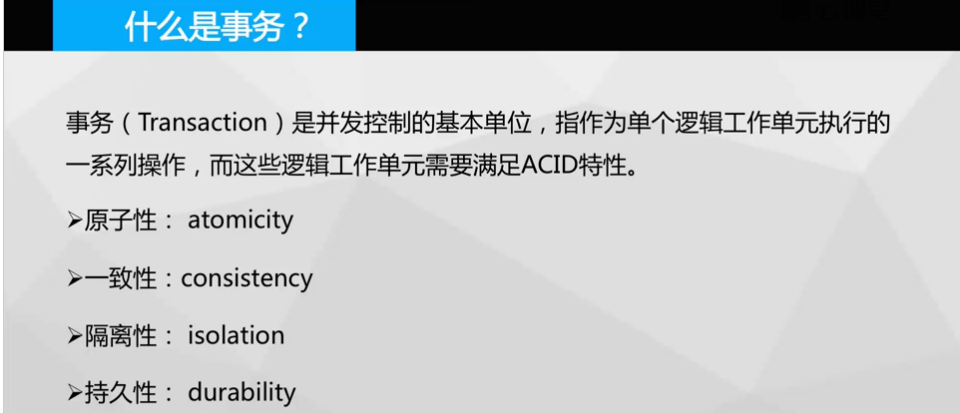 什么是事务？
事务（Transaction）是并发控制的基本单位，指作为单个逻辑工作单元执行的
一系列操作，而这些逻辑工作单元需要满足ACID特性。
➢原子性： atomicity
➢一致性：consistency
➢隔离性： isolation
➢持久性： durability